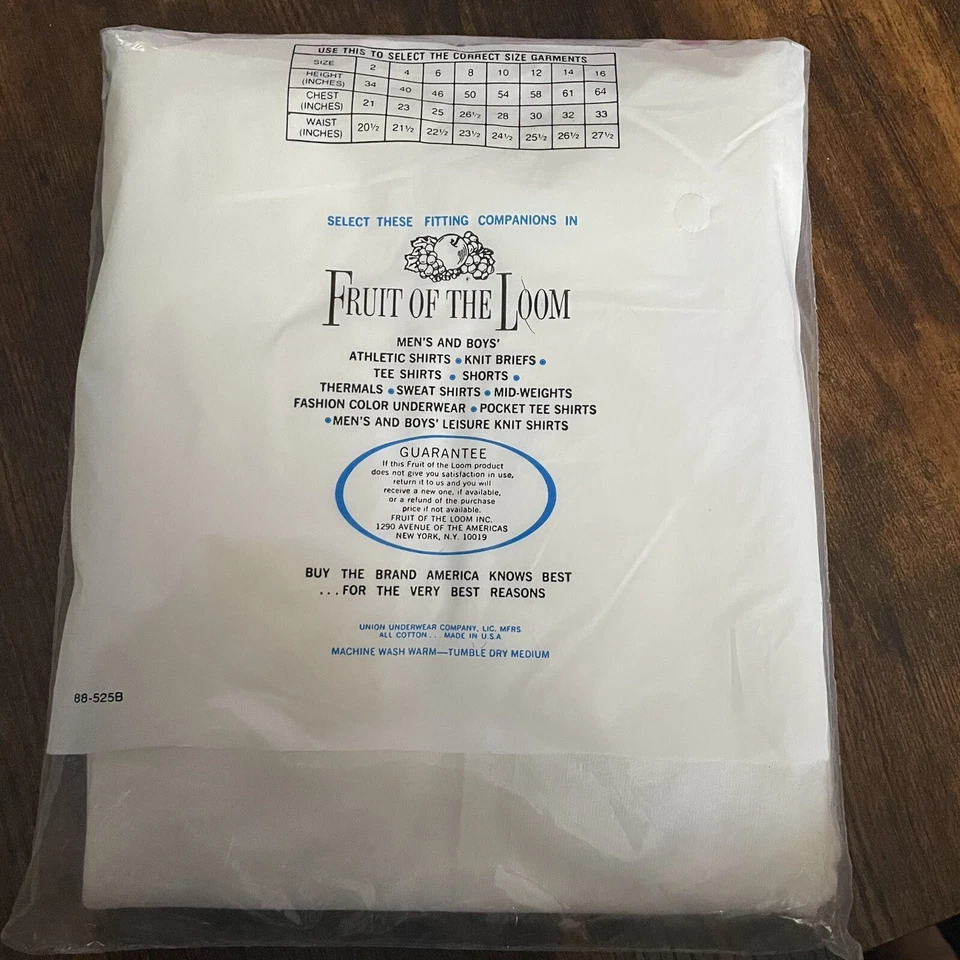 USE THIS TO SELECT THE CORRECT SIZE GARMENTS
SIZE 2 4 6 8 10 12 14 16
HEIGHT (INCHES) 34 40 46 50 54 58 61 64
CHEST (INCHES) 21 23 25 26½ 28 30 32 33
WAIST (INCHES) 20½ 21½ 22½ 23½ 24½ 25½ 26½ 27½
SELECT THESE FITTING COMPANIONS IN
FRUIT OF THE LOOM
MEN'S AND BOYS'
ATHLETIC SHIRTS • KNIT BRIEFS •
TEE SHIRTS • SHORTS •
THERMALS • SWEAT SHIRTS • MID-WEIGHTS
FASHION COLOR UNDERWEAR • POCKET TEE SHIRTS
• MEN'S AND BOYS' LEISURE KNIT SHIRTS
GUARANTEE
If this Fruit of the Loom product
does not give you satisfaction in use,
return it to us and you will
receive a new one, if available,
or a refund of the purchase
price if not available.
FRUIT OF THE LOOM INC.
1290 AVENUE OF THE AMERICAS
NEW YORK, N.Y. 10019
BUY THE BRAND AMERICA KNOWS BEST
...FOR THE VERY BEST REASONS
UNION UNDERWEAR COMPANY, LIC. MFRS
ALL COTTON...MADE IN U.S.A
MACHINE WASH WARM—TUMBLE DRY MEDIUM
88-525B